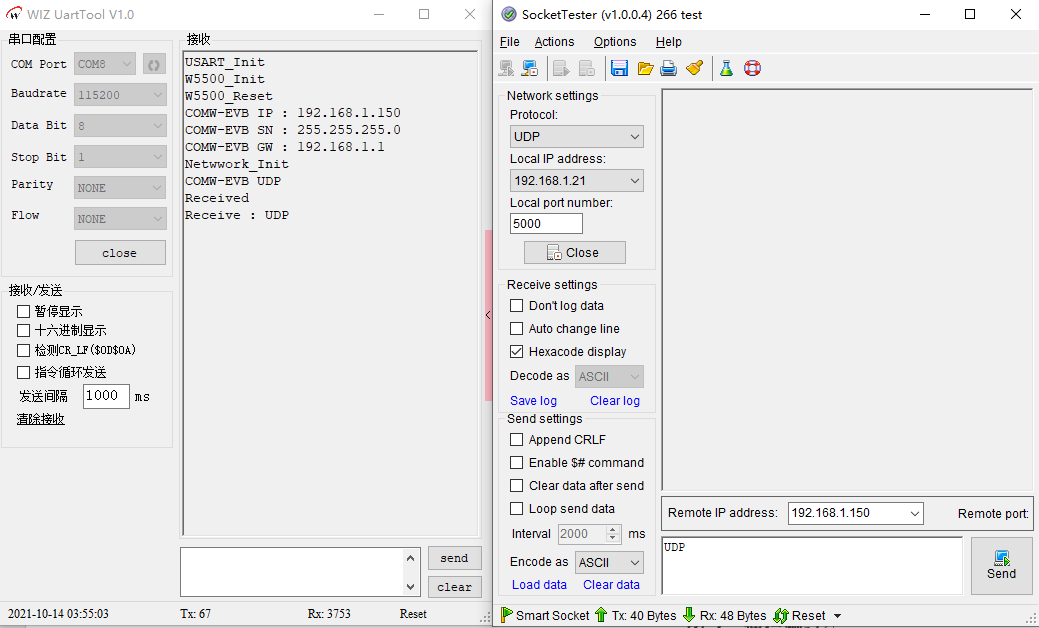 WIZ UartTool V1.0
串口配置
COM Port COM8
Baudrate 115200
Data Bit 8
Stop Bit 1
Parity NONE
Flow NONE
close
接收/发送
暂停显示
十六进制显示
检测CR_LF($0D$0A)
指令循环发送
发送间隔 1000 ms
清除接收
接收
USART_Init
W5500_Init
W5500_Reset
COMW-EVB IP : 192.168.1.150
COMW-EVB SN : 255.255.255.0
COMW-EVB GW : 192.168.1.1
Netwwork_Init
COMW-EVB UDP
Received
Receive : UDP
send
clear
2021-10-14 03:55:03 Tx: 67 Rx: 3753 Reset
SocketTester (v1.0.0.4) 266 test
File Actions Options Help
Network settings
Protocol:
UDP
Local IP address:
192.168.1.21
Local port number:
5000
Close
Receive settings
Don't log data
Auto change line
Hexacode display
Decode as ASCII
Save log Clear log
Send settings
Append CRLF
Enable $# command
Clear data after send
Loop send data
Interval 2000 ms
Encode as ASCII
Load data Clear data
Remote IP address: 192.168.1.150 Remote port:
UDP
Send
Smart Socket Tx: 40 Bytes Rx: 48 Bytes Reset